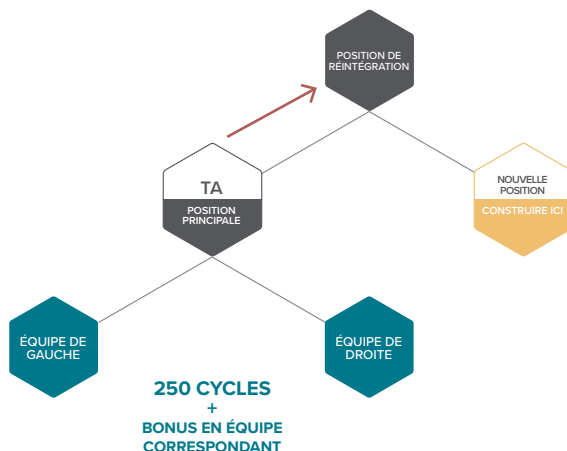 POSITION DE
RÉINTÉGRATION
TA
POSITION
PRINCIPALE
NOUVELLE
POSITION
CONSTRUIRE ICI
ÉQUIPE DE
GAUCHE
ÉQUIPE DE
DROITE
250 CYCLES
+
BONUS EN ÉQUIPE
CORRESPONDANT